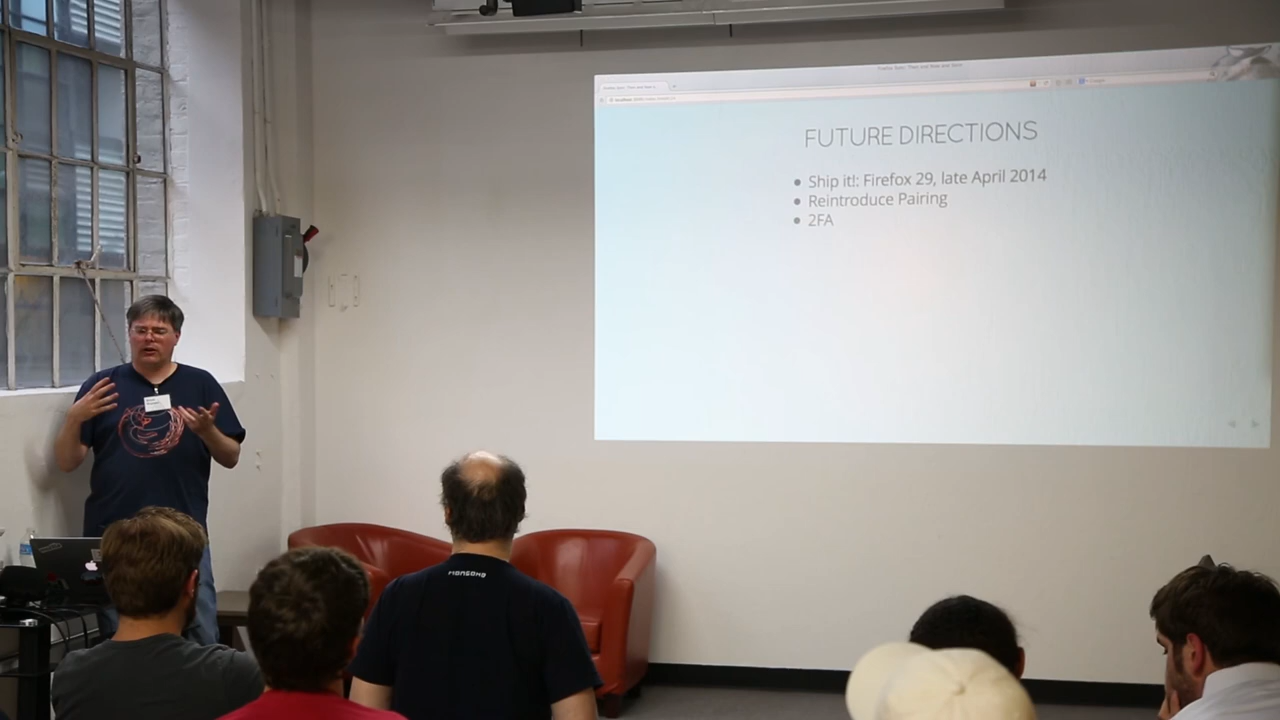 FUTURE DIRECTIONS
• Ship it!: Firefox 29, late April 2014
• Reintroduce Pairing
• 2FA